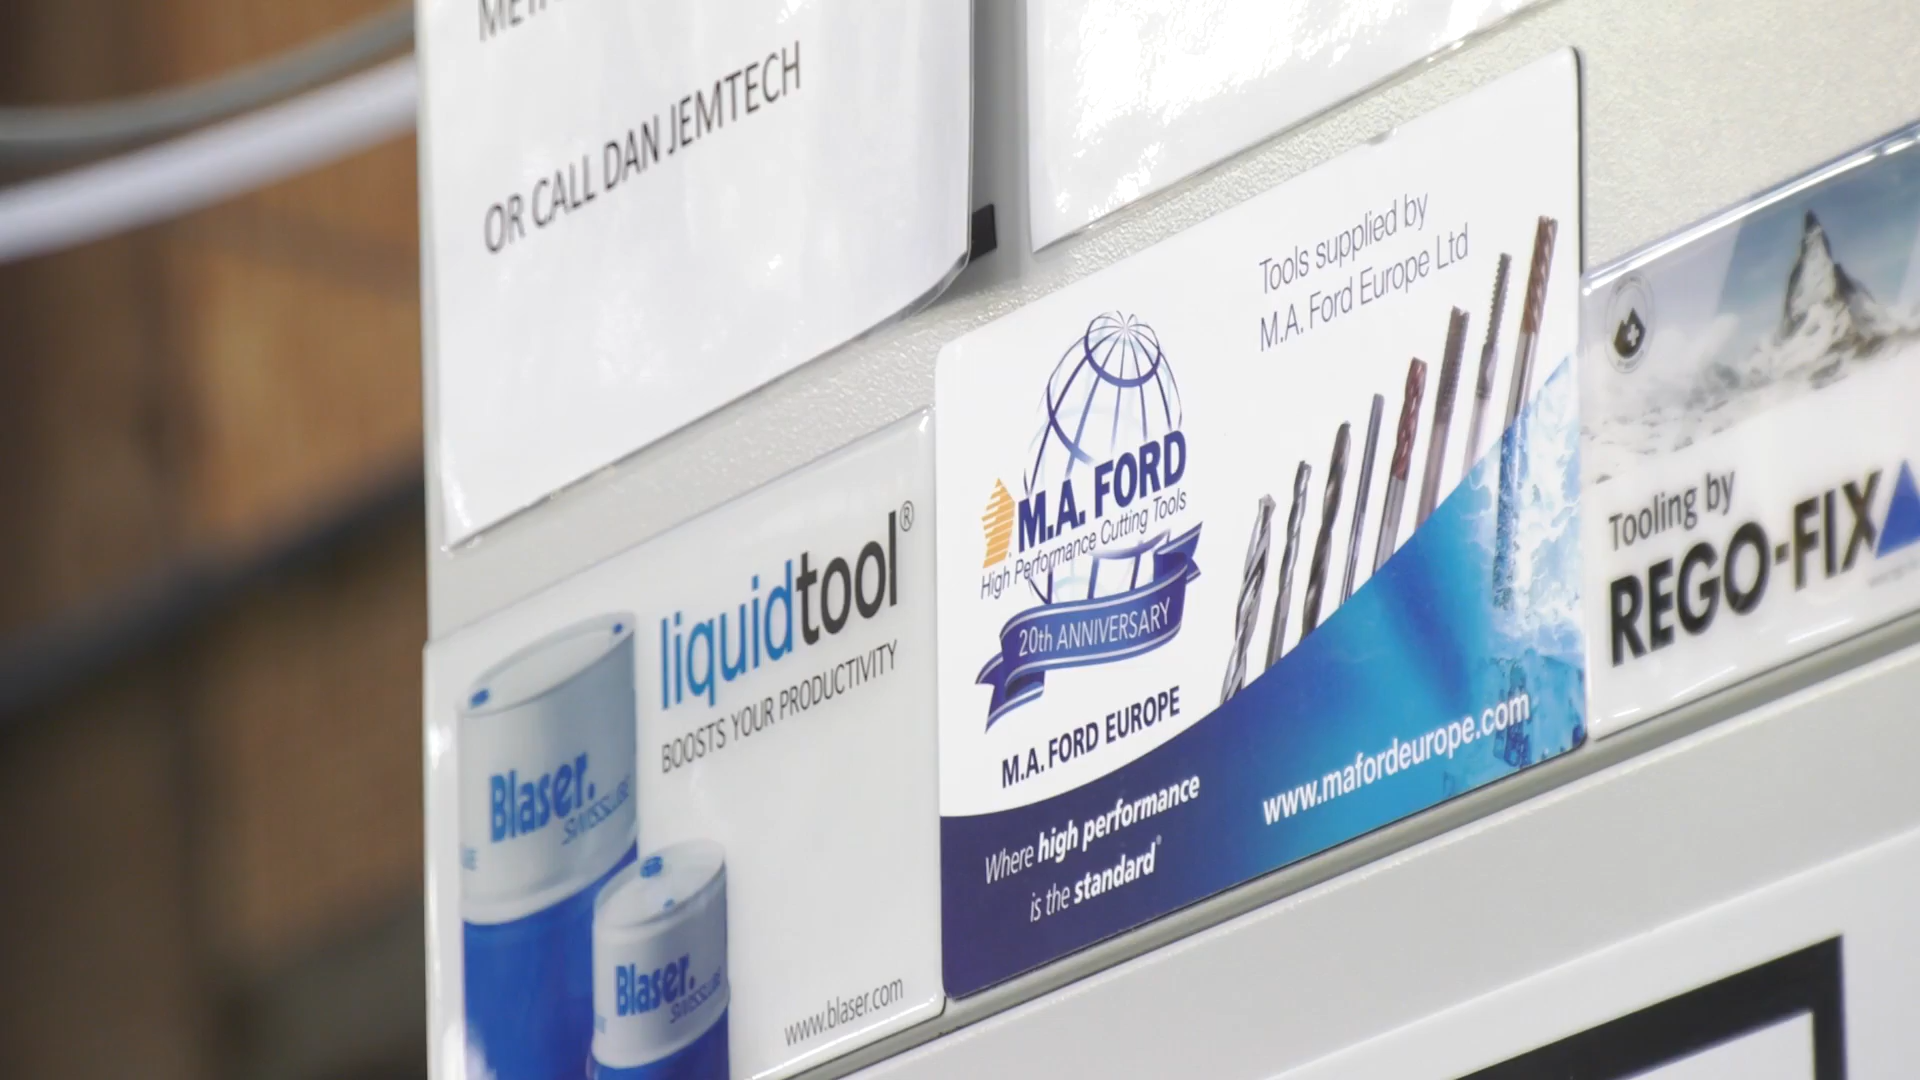 OR CALL DAN JEMTECH
liquidtool®
BOOSTS YOUR PRODUCTIVITY
Blaser.
SWISSLUBE
Blaser.
SWISSLUBE
www.blaser.com
Tools supplied by
M.A. Ford Europe Ltd
M.A. FORD
High Performance Cutting Tools
20th ANNIVERSARY
M.A. FORD EUROPE
Where high performance
is the standard®
www.mafordeurope.com
Tooling by
REGO-FIX